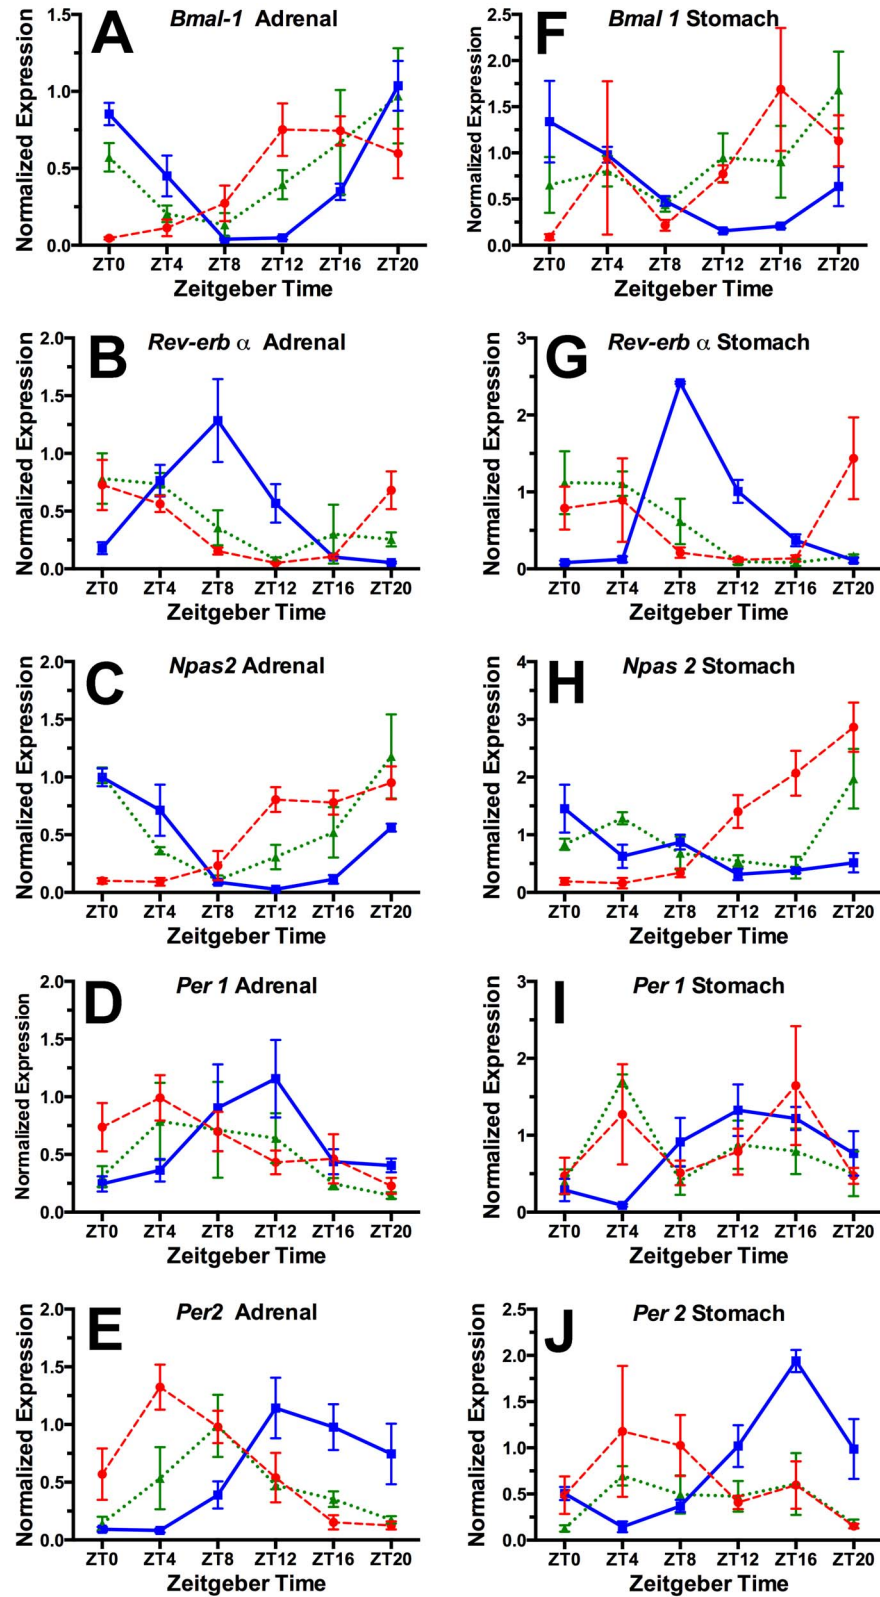 A
Bmal-1 Adrenal
Normalized Expression
1.5
1.0
0.5
0.0
ZT0 ZT4 ZT8 ZT12 ZT16 ZT20
Zeitgeber Time
F
Bmal 1 Stomach
Normalized Expression
2.5
2.0
1.5
1.0
0.5
0.0
ZT0 ZT4 ZT8 ZT12 ZT16 ZT20
Zeitgeber Time
B
Rev-erb α Adrenal
Normalized Expression
2.0
1.5
1.0
0.5
0.0
ZT0 ZT4 ZT8 ZT12 ZT16 ZT20
Zeitgeber Time
G
Rev-erb α Stomach
Normalized Expression
3
2
1
0
ZT0 ZT4 ZT8 ZT12 ZT16 ZT20
Zeitgeber Time
C
Npas2 Adrenal
Normalized Expression
2.0
1.5
1.0
0.5
0.0
ZT0 ZT4 ZT8 ZT12 ZT16 ZT20
Zeitgeber Time
H
Npas 2 Stomach
Normalized Expression
4
3
2
1
0
ZT0 ZT4 ZT8 ZT12 ZT16 ZT20
Zeitgeber Time
D
Per 1 Adrenal
Normalized Expression
2.0
1.5
1.0
0.5
0.0
ZT0 ZT4 ZT8 ZT12 ZT16 ZT20
Zeitgeber Time
I
Per 1 Stomach
Normalized Expression
3
2
1
0
ZT0 ZT4 ZT8 ZT12 ZT16 ZT20
Zeitgeber Time
E
Per2 Adrenal
Normalized Expression
2.0
1.5
1.0
0.5
0.0
ZT0 ZT4 ZT8 ZT12 ZT16 ZT20
Zeitgeber Time
J
Per 2 Stomach
Normalized Expression
2.5
2.0
1.5
1.0
0.5
0.0
ZT0 ZT4 ZT8 ZT12 ZT16 ZT20
Zeitgeber Time